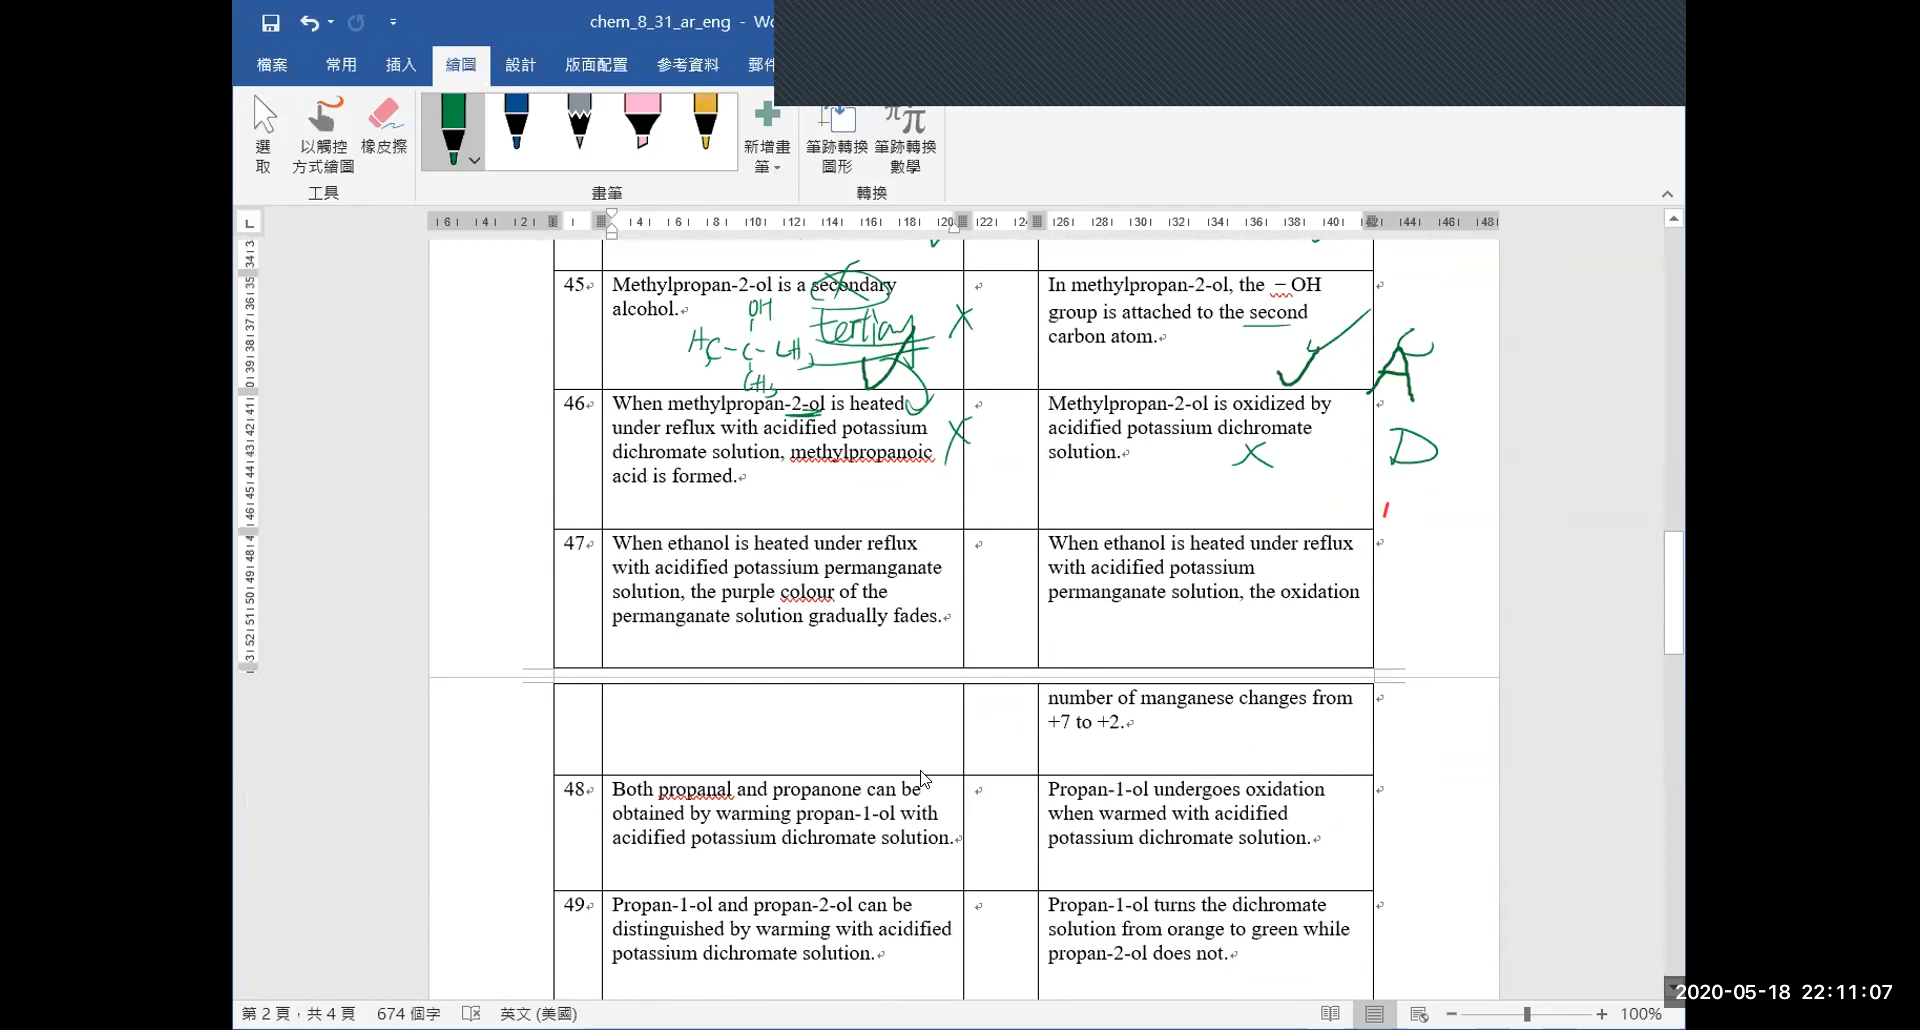 chem_8_31_ar_eng - Wo
檔案 常用 插入 繪圖 設計 版面配置 參考資料 郵件
選取 以觸控方式繪圖 橡皮擦 新增畫筆 筆跡轉換圖形 筆跡轉換數學
工具 畫筆 轉換
45 Methylpropan-2-ol is a secondary
alcohol.
OH
tertiary
H₃C-C-CH₃
CH₃
In methylpropan-2-ol, the -OH
group is attached to the second
carbon atom.
A
46 When methylpropan-2-ol is heated
under reflux with acidified potassium
dichromate solution, methylpropanoic
acid is formed.
X
Methylpropan-2-ol is oxidized by
acidified potassium dichromate
solution.
X
D
47 When ethanol is heated under reflux
with acidified potassium permanganate
solution, the purple colour of the
permanganate solution gradually fades.
When ethanol is heated under reflux
with acidified potassium
permanganate solution, the oxidation
number of manganese changes from
+7 to +2.
48 Both propanal and propanone can be
obtained by warming propan-1-ol with
acidified potassium dichromate solution.
Propan-1-ol undergoes oxidation
when warmed with acidified
potassium dichromate solution.
49 Propan-1-ol and propan-2-ol can be
distinguished by warming with acidified
potassium dichromate solution.
Propan-1-ol turns the dichromate
solution from orange to green while
propan-2-ol does not.
2020-05-18 22:11:07
第 2 頁，共 4 頁 674 個字 英文 (美國) 100%